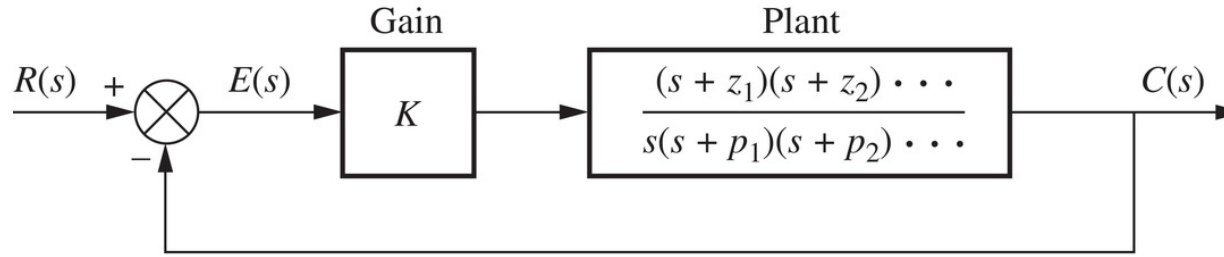 Gain
Plant
R(s)
+
−
E(s)
K
(s + z₁)(s + z₂) · · ·
s(s + p₁)(s + p₂) · · ·
C(s)